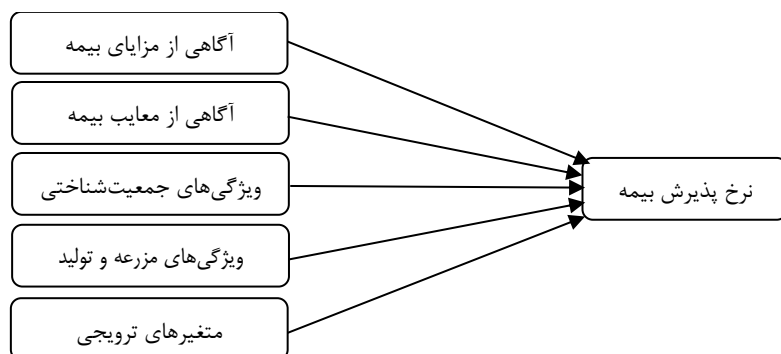 آگاهی از مزایای بیمه
آگاهی از معایب بیمه
ویژگی‌های جمعیت‌شناختی
ویژگی‌های مزرعه و تولید
متغیرهای ترویجی
نرخ پذیرش بیمه